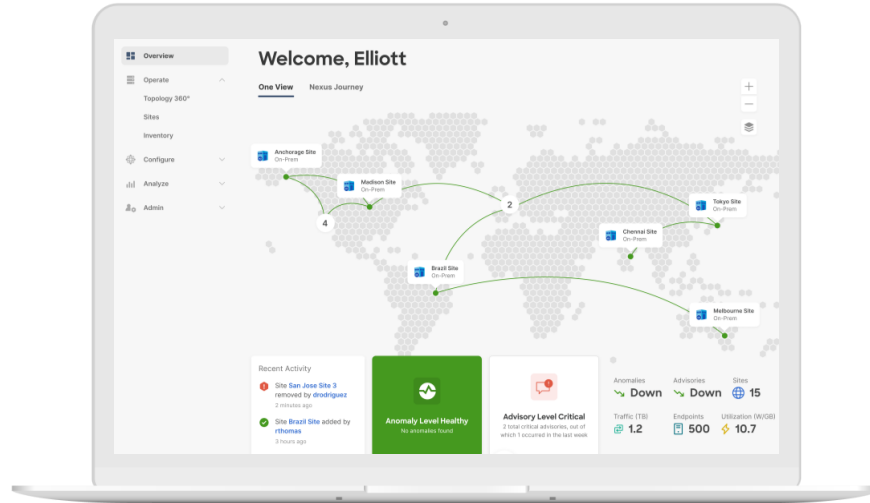 Overview
Operate
Topology 360°
Sites
Inventory
Configure
Analyze
Admin
Welcome, Elliott
One View Nexus Journey
Anchorage Site
On-Prem
Madison Site
On-Prem
4
2
Tokyo Site
On-Prem
Chennai Site
On-Prem
Brazil Site
On-Prem
Melbourne Site
On-Prem
Recent Activity
Site San Jose Site 3
removed by drodriguez
3 minutes ago
Site Brazil Site added by
rthomas
3 hours ago
Anomaly Level Healthy
No anomalies found
Advisory Level Critical
2 total critical advisories, out of
which 1 occurred in the last week
Anomalies Advisories Sites
Down Down 15
Traffic (TB) Endpoints Utilization (W/GB)
1.2 500 10.7